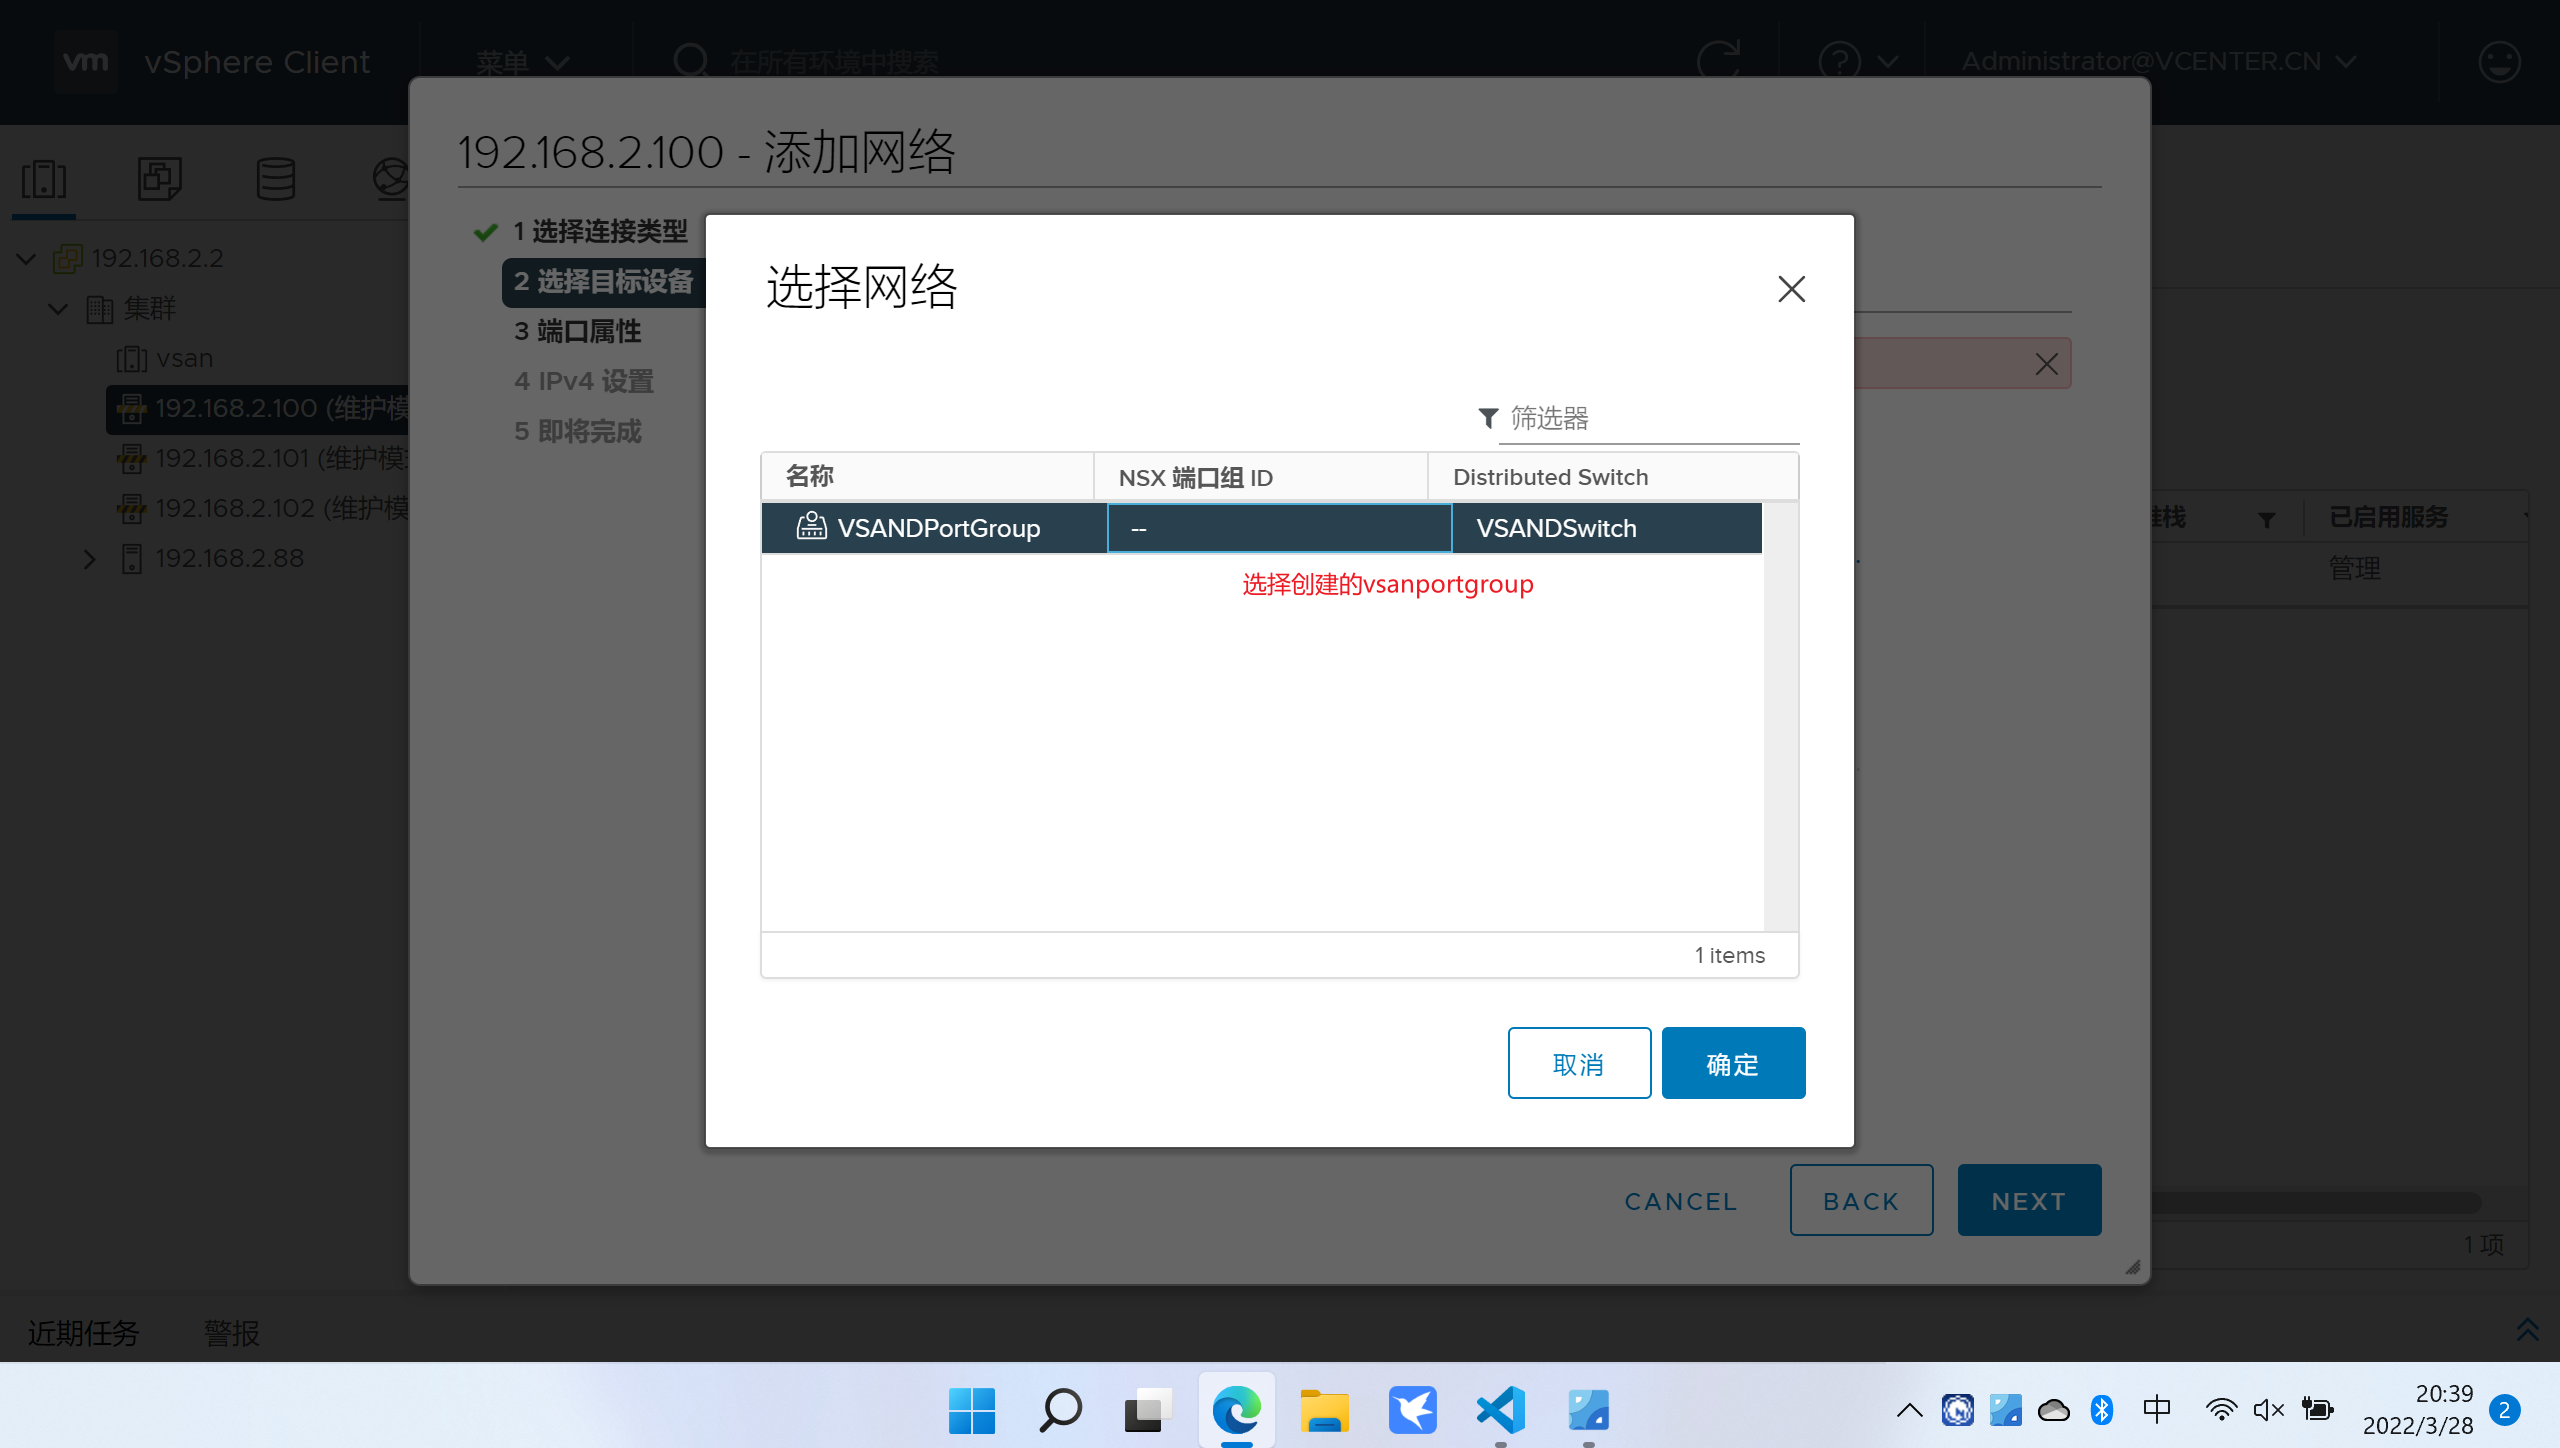 vm vSphere Client 菜单 在所有环境中搜索 Administrator@VCENTER.CN
192.168.2.100 - 添加网络
192.168.2.2
集群
vsan
192.168.2.100 (维护模
192.168.2.101 (维护模
192.168.2.102 (维护模
192.168.2.88
1 选择连接类型
2 选择目标设备
3 端口属性
4 IPv4 设置
5 即将完成
选择网络
筛选器
名称 NSX 端口组 ID Distributed Switch
VSANDPortGroup -- VSANDSwitch
选择创建的vsanportgroup
1 items
取消 确定
栈 已启用服务
管理
CANCEL BACK NEXT
1 项
近期任务 警报
中
20:39
2022/3/28
2